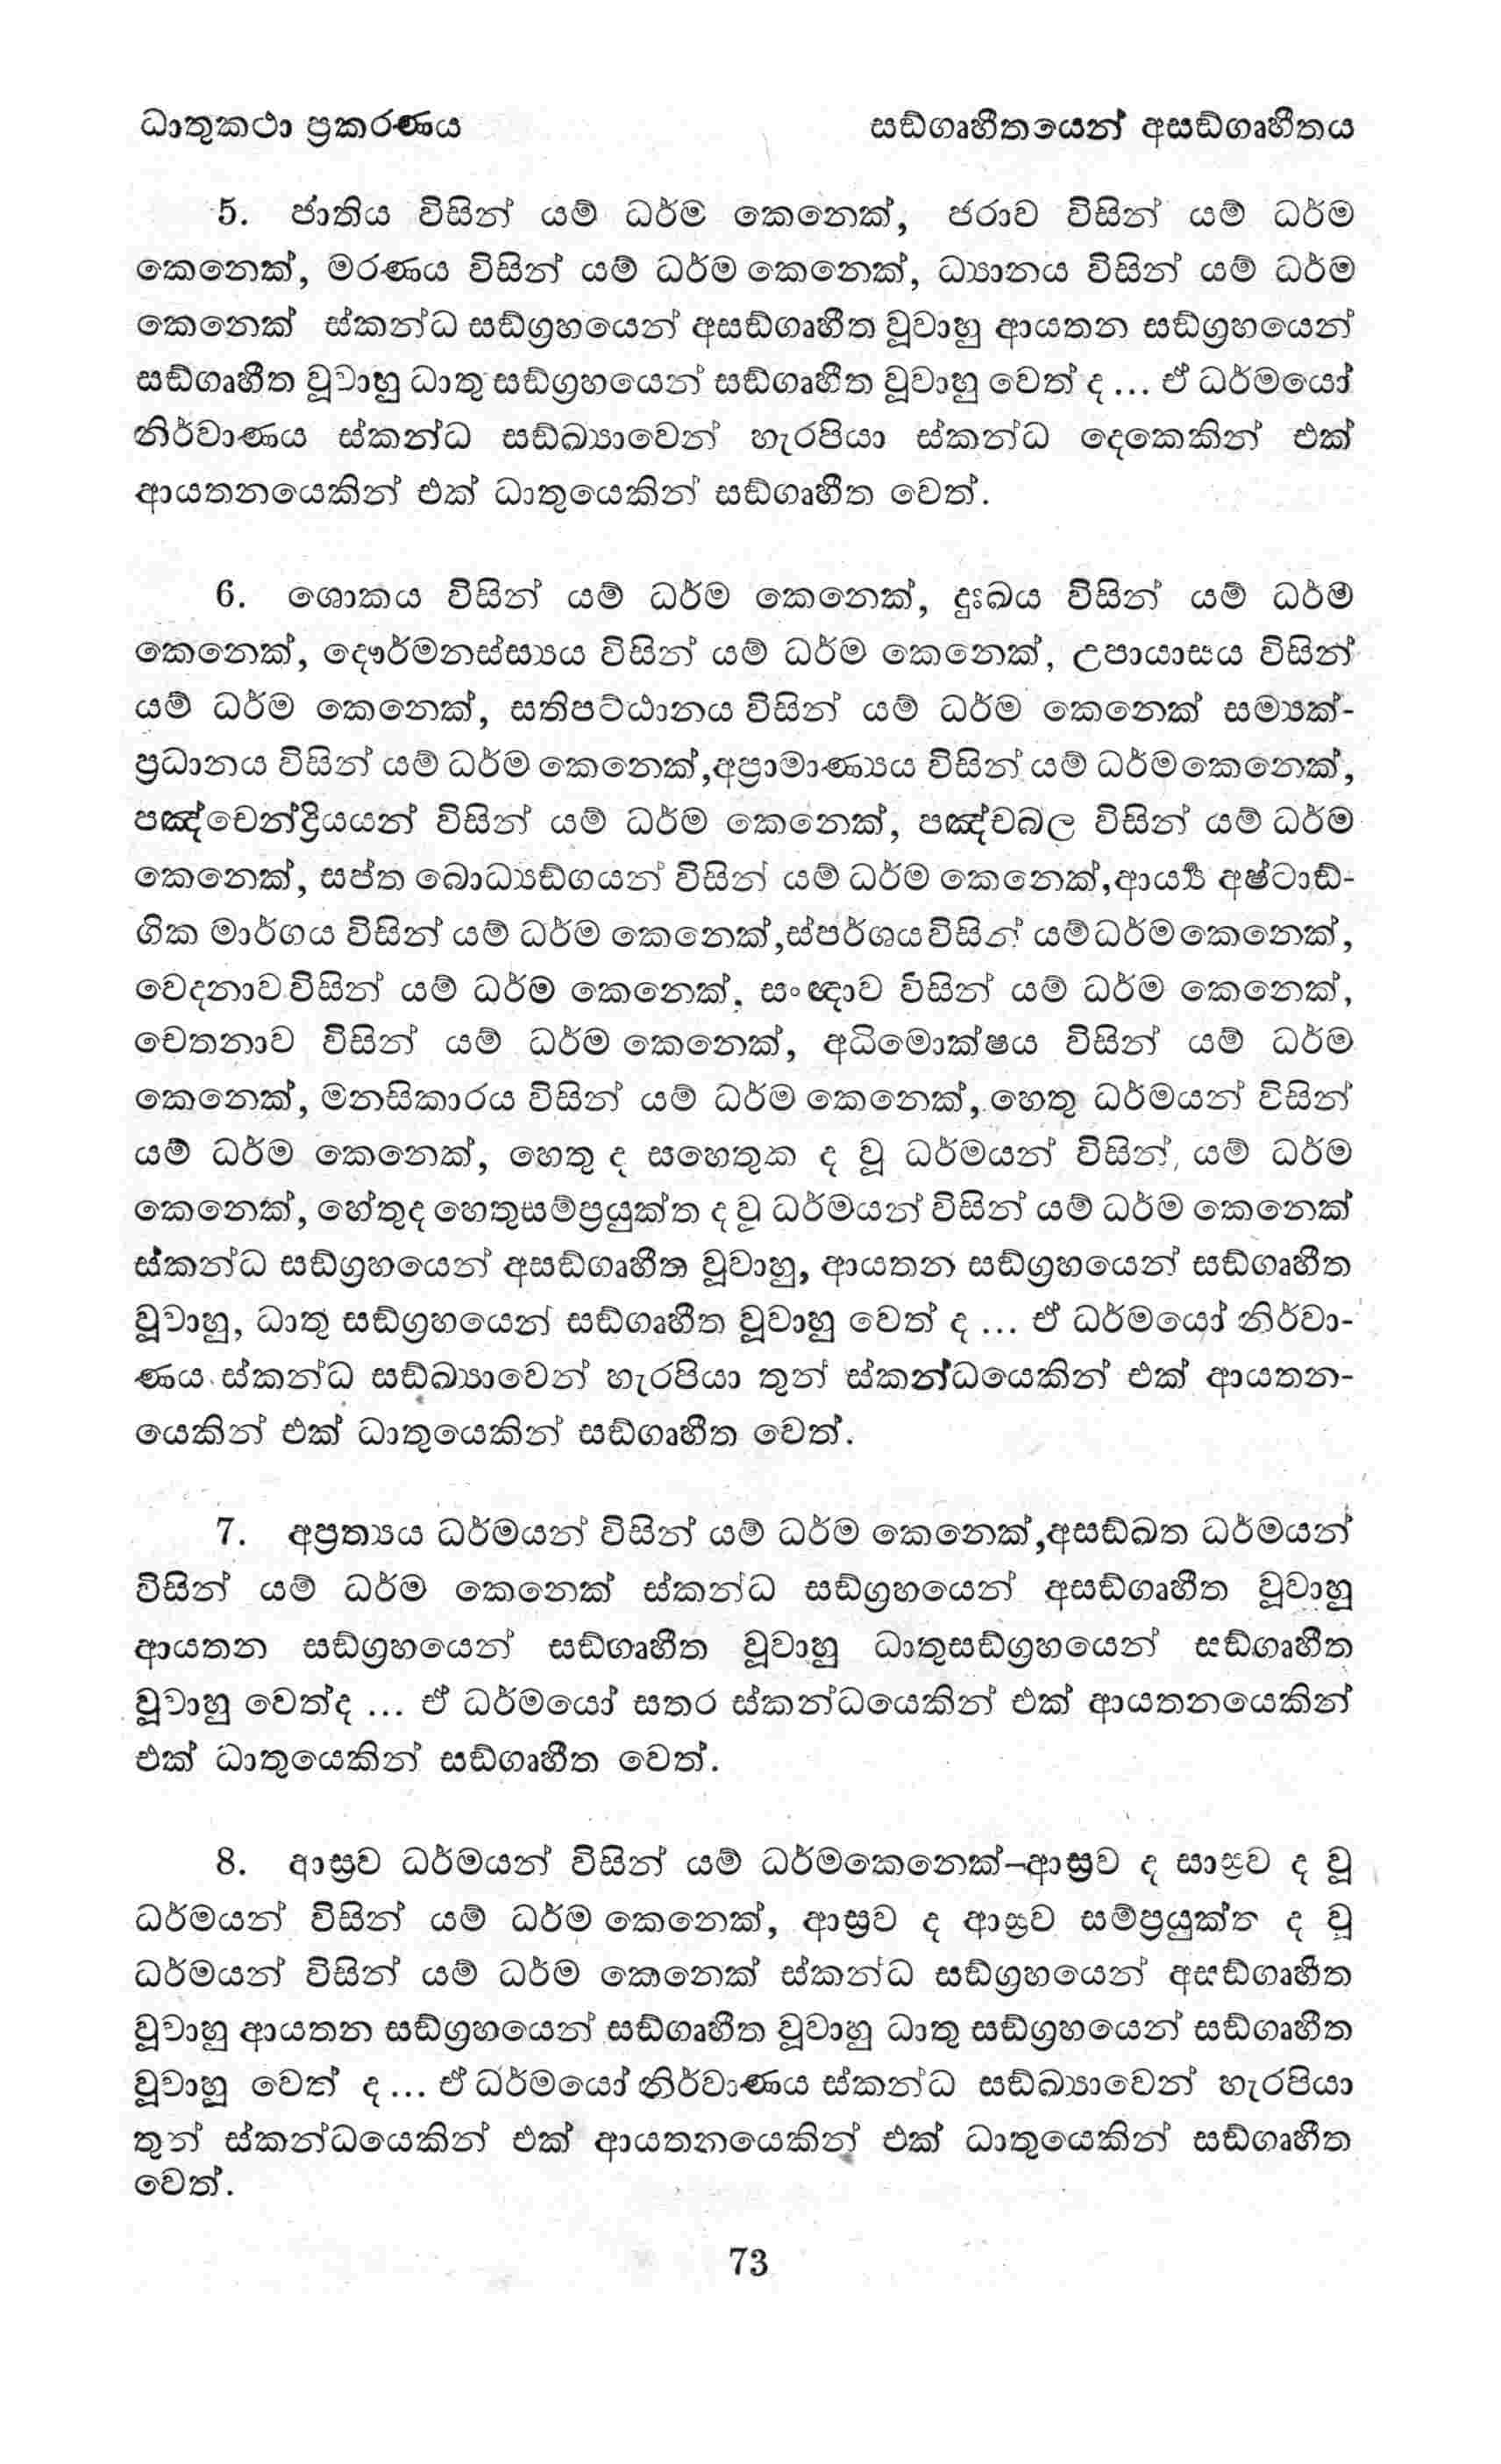 ධාතුකථා ප්‍රකරණය සඞ්ගෘහීතයෙන් අසඞ්ගෘහීතය
5. ජාතිය විසින් යම් ධර්ම කෙනෙක්, ජරාව විසින් යම් ධර්ම
කෙනෙක්, මරණය විසින් යම් ධර්ම කෙනෙක්, ධ්‍යානය විසින් යම් ධර්ම
කෙනෙක් ස්කන්ධ සඞ්ග්‍රහයෙන් අසඞ්ගෘහීත වූවාහු ආයතන සඞ්ග්‍රහයෙන්
සඞ්ගෘහීත වූවාහු ධාතු සඞ්ග්‍රහයෙන් සඞ්ගෘහීත වූවාහු වෙත් ද ... ඒ ධර්මයෝ
නිර්වාණය ස්කන්ධ සඞ්ඛ්‍යාවෙන් හැරපියා ස්කන්ධ දෙකෙකින් එක්
ආයතනයෙකින් එක් ධාතුයෙකින් සඞ්ගෘහීත වෙත්.
6. ශොකය විසින් යම් ධර්ම කෙනෙක්, දුඃඛය විසින් යම් ධර්ම
කෙනෙක්, දෞර්මනස්ස්‍යය විසින් යම් ධර්ම කෙනෙක්, උපායාසය විසින්
යම් ධර්ම කෙනෙක්, සතිපට්ඨානය විසින් යම් ධර්ම කෙනෙක් සම්‍යක්-
ප්‍රධානය විසින් යම් ධර්ම කෙනෙක්,අප්‍රාමාණ්‍යය විසින් යම් ධර්ම කෙනෙක්,
පඤ්චෙන්ද්‍රියයන් විසින් යම් ධර්ම කෙනෙක්, පඤ්චබල විසින් යම් ධර්ම
කෙනෙක්, සප්ත බොධ්‍යඞ්ගයන් විසින් යම් ධර්ම කෙනෙක්,ආර්‍ය්‍ය අෂ්ටාඞ්-
ගික මාර්ගය විසින් යම් ධර්ම කෙනෙක්,ස්පර්ශය විසින් යම් ධර්ම කෙනෙක්,
වෙදනාව විසින් යම් ධර්ම කෙනෙක්, සංඥාව විසින් යම් ධර්ම කෙනෙක්,
චෙතනාව විසින් යම් ධර්ම කෙනෙක්, අධිමොක්ෂය විසින් යම් ධර්ම
කෙනෙක්, මනසිකාරය විසින් යම් ධර්ම කෙනෙක්, හෙතු ධර්මයන් විසින්
යම් ධර්ම කෙනෙක්, හෙතු ද සහෙතුක ද වූ ධර්මයන් විසින්, යම් ධර්ම
කෙනෙක්, හේතුද හෙතුසම්ප්‍රයුක්ත ද වූ ධර්මයන් විසින් යම් ධර්ම කෙනෙක්
ස්කන්ධ සඞ්ග්‍රහයෙන් අසඞ්ගෘහීත වූවාහු, ආයතන සඞ්ග්‍රහයෙන් සඞ්ගෘහීත
වූවාහු, ධාතු සඞ්ග්‍රහයෙන් සඞ්ගෘහීත වූවාහු වෙත් ද ... ඒ ධර්මයෝ නිර්වා-
ණය ස්කන්ධ සඞ්ඛ්‍යාවෙන් හැරපියා තුන් ස්කන්ධයෙකින් එක් ආයතන-
යෙකින් එක් ධාතුයෙකින් සඞ්ගෘහීත වෙත්.
7. අප්‍රත්‍යය ධර්මයන් විසින් යම් ධර්ම කෙනෙක්,අසඞ්ඛත ධර්මයන්
විසින් යම් ධර්ම කෙනෙක් ස්කන්ධ සඞ්ග්‍රහයෙන් අසඞ්ගෘහීත වූවාහු
ආයතන සඞ්ග්‍රහයෙන් සඞ්ගෘහීත වූවාහු ධාතුසඞ්ග්‍රහයෙන් සඞ්ගෘහීත
වූවාහු වෙත්ද ... ඒ ධර්මයෝ සතර ස්කන්ධයෙකින් එක් ආයතනයෙකින්
එක් ධාතුයෙකින් සඞ්ගෘහීත වෙත්.
8. ආස්‍රව ධර්මයන් විසින් යම් ධර්මකෙනෙක්-ආස්‍රව ද සාස්‍රව ද වූ
ධර්මයන් විසින් යම් ධර්ම කෙනෙක්, ආස්‍රව ද ආස්‍රව සම්ප්‍රයුක්ත ද වූ
ධර්මයන් විසින් යම් ධර්ම කෙනෙක් ස්කන්ධ සඞ්ග්‍රහයෙන් අසඞ්ගෘහීත
වූවාහු ආයතන සඞ්ග්‍රහයෙන් සඞ්ගෘහීත වූවාහු ධාතු සඞ්ග්‍රහයෙන් සඞ්ගෘහීත
වූවාහු වෙත් ද ... ඒ ධර්මයෝ නිර්වාණය ස්කන්ධ සඞ්ඛ්‍යාවෙන් හැරපියා
තුන් ස්කන්ධයෙකින් එක් ආයතනයෙකින් එක් ධාතුයෙකින් සඞ්ගෘහීත
වෙත්.
73